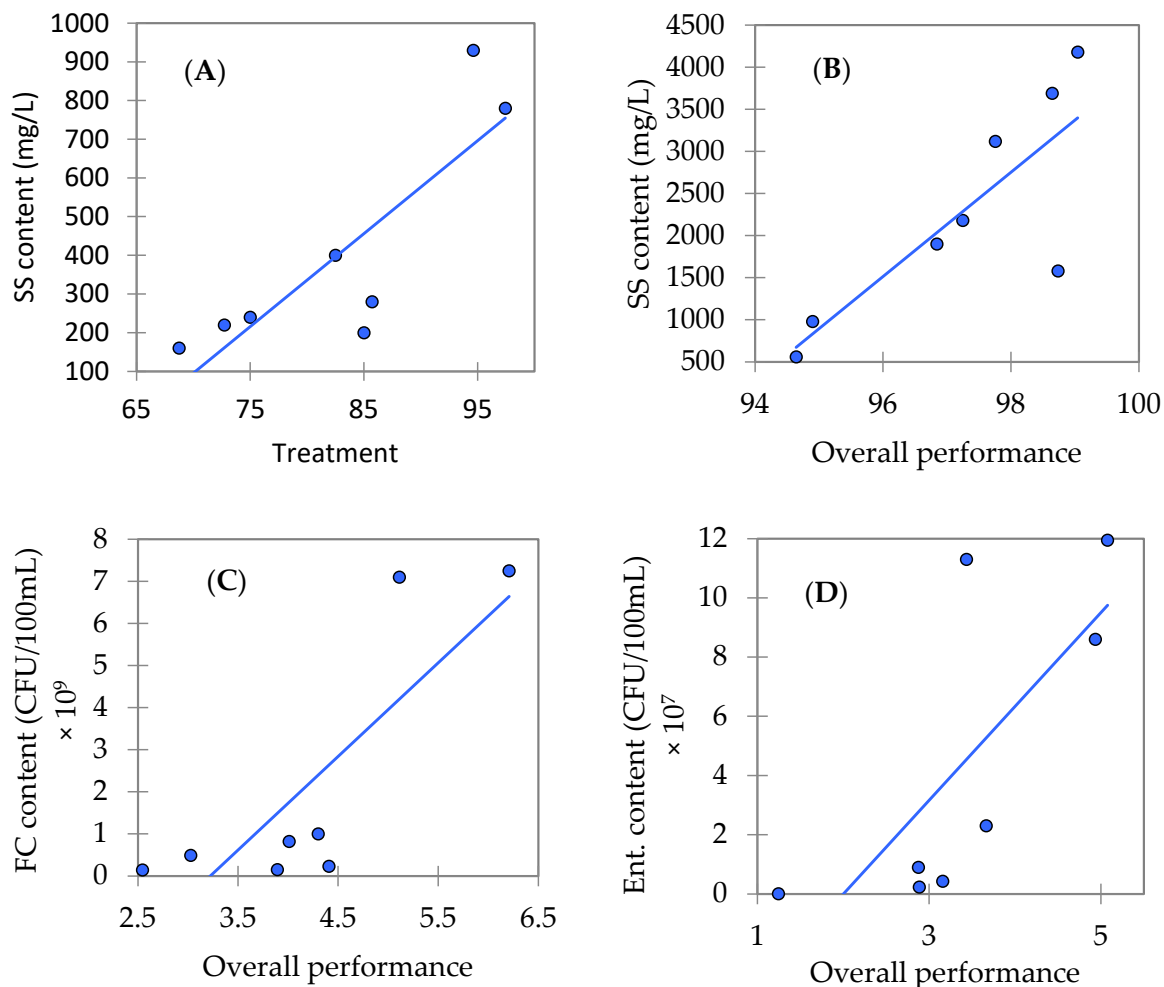 (A)
SS content (mg/L)
1000
900
800
700
600
500
400
300
200
100
65 75 85 95
Treatment
(B)
SS content (mg/L)
4500
4000
3500
3000
2500
2000
1500
1000
500
94 96 98 100
Overall performance
(C)
FC content (CFU/100mL)
× 10⁹
8
7
6
5
4
3
2
1
0
2.5 3.5 4.5 5.5 6.5
Overall performance
(D)
Ent. content (CFU/100mL)
× 10⁷
12
10
8
6
4
2
0
1 3 5
Overall performance